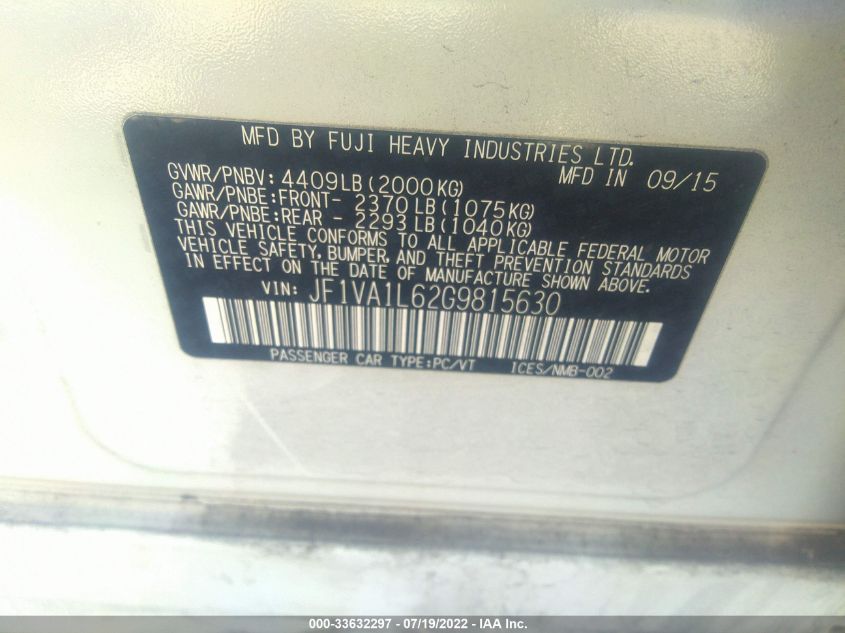 MFD BY FUJI HEAVY INDUSTRIES LTD.
GVWR/PNBV: 4409LB(2000KG) MFD IN 09/15
GAWR/PNBE:FRONT- 2370LB(1075KG)
GAWR/PNBE:REAR - 2293LB(1040KG)
THIS VEHICLE CONFORMS TO ALL APPLICABLE FEDERAL MOTOR
VEHICLE SAFETY, BUMPER, AND THEFT PREVENTION STANDARDS
IN EFFECT ON THE DATE OF MANUFACTURE SHOWN ABOVE.
VIN: JF1VA1L62G9815630
PASSENGER CAR TYPE:PC/VT ICES/NMB-002
000-33632297 - 07/19/2022 - IAA Inc.